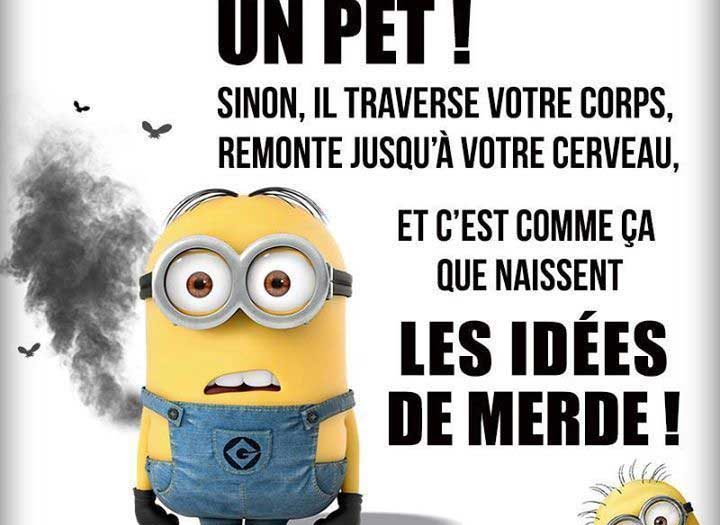 UN PET !
SINON, IL TRAVERSE VOTRE CORPS,
REMONTE JUSQU'À VOTRE CERVEAU,
ET C'EST COMME ÇA
QUE NAISSENT
LES IDÉES
DE MERDE !